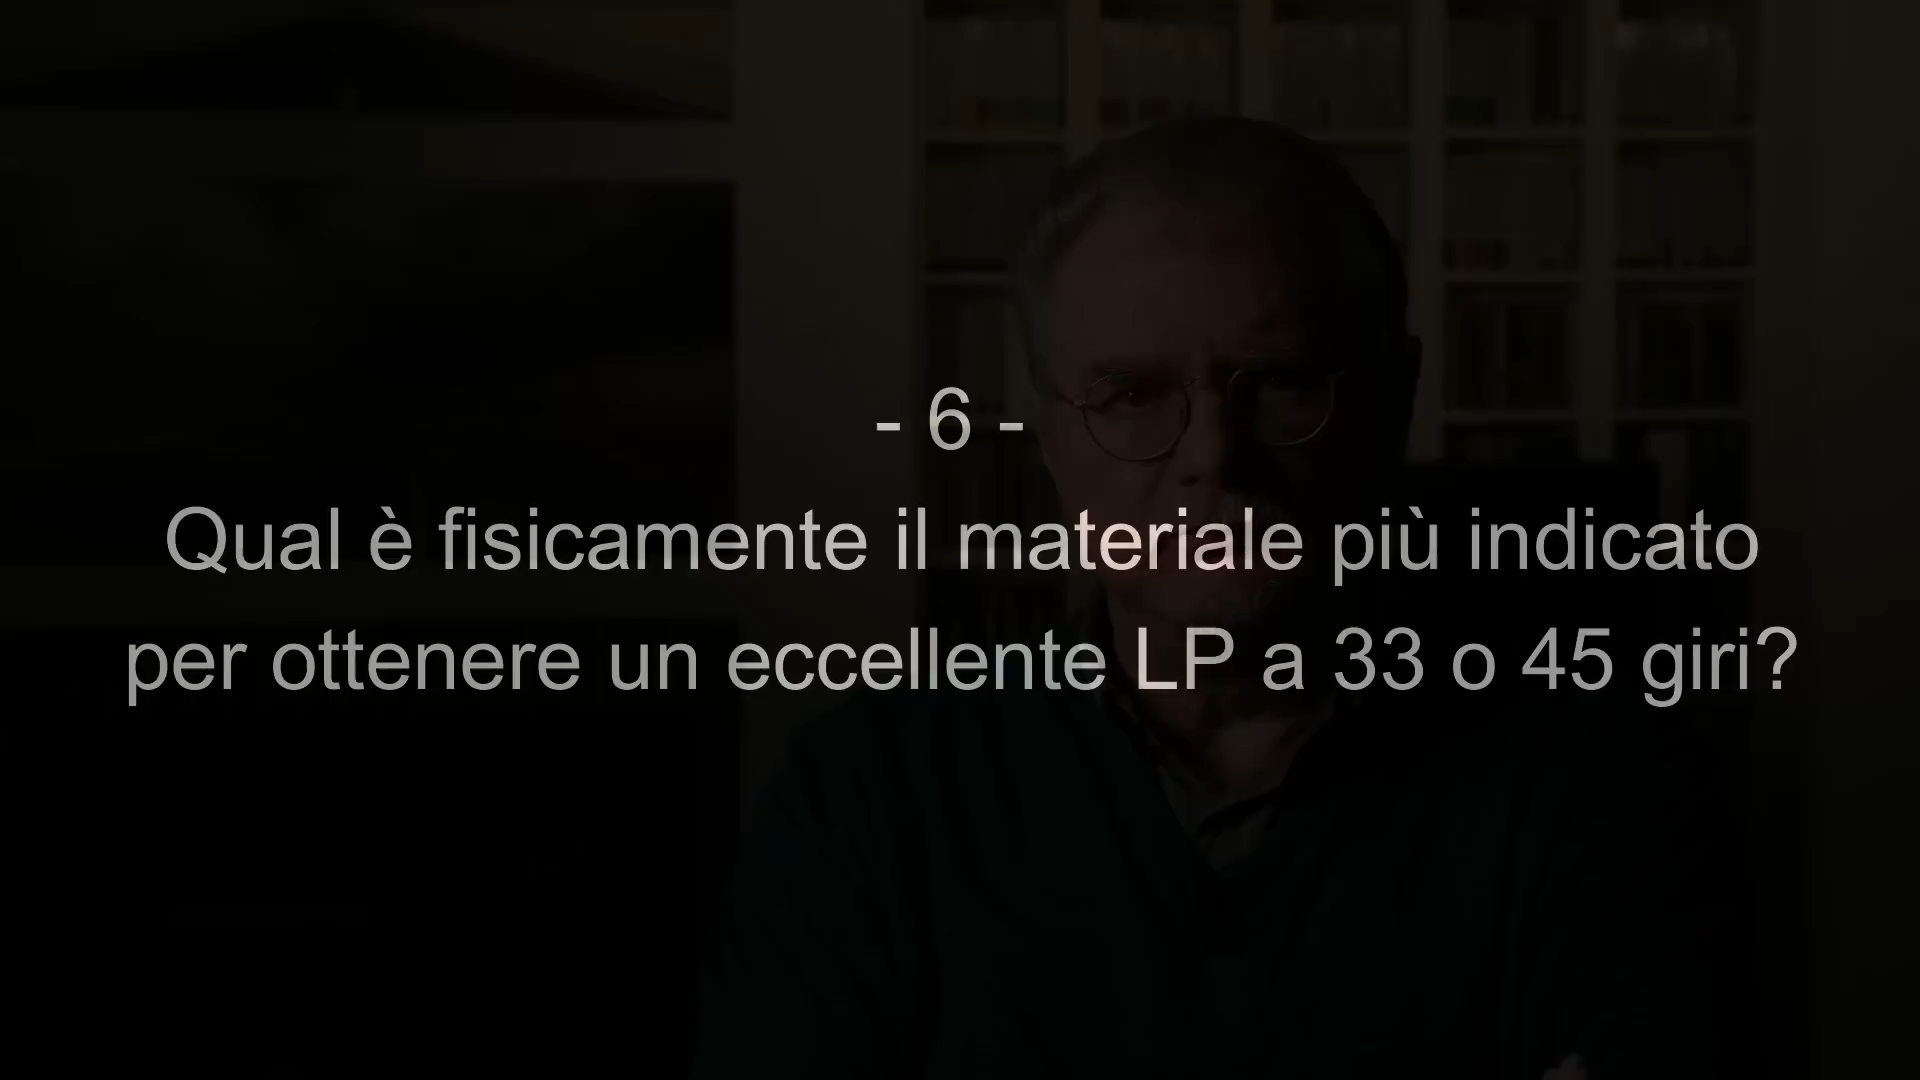 - 6 -
Qual è fisicamente il materiale più indicato
per ottenere un eccellente LP a 33 o 45 giri?